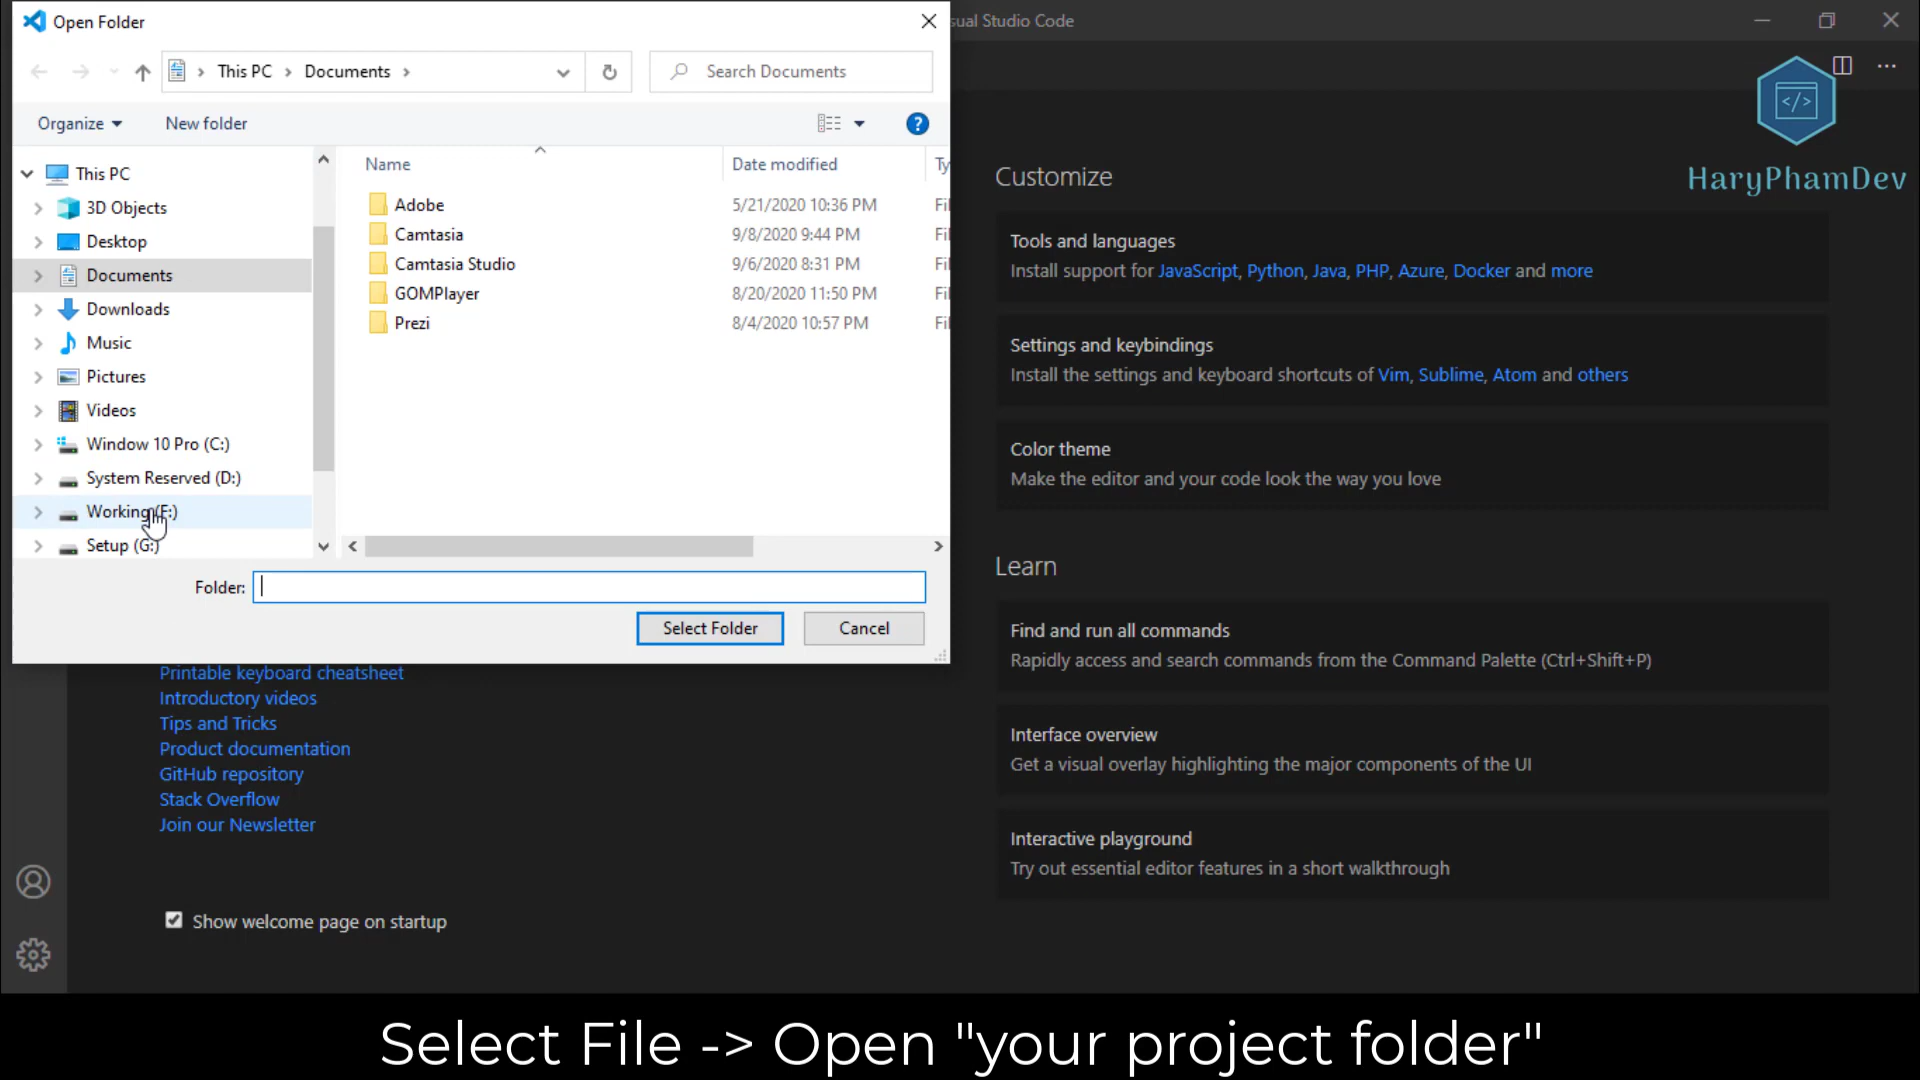 Open Folder
sual Studio Code
This PC
Documents
Search Documents
Organize
New folder
?
Name
Date modified
Ty
This PC
3D Objects
Desktop
Documents
Downloads
Music
Pictures
Videos
Window 10 Pro (C:)
System Reserved (D:)
Working (F:)
Setup (G:)
Adobe
5/21/2020 10:36 PM
Fil
Camtasia
9/8/2020 9:44 PM
Fil
Camtasia Studio
9/6/2020 8:31 PM
Fil
GOMPlayer
8/20/2020 11:50 PM
Fil
Prezi
8/4/2020 10:57 PM
Fil
Folder:
Select Folder
Cancel
Printable keyboard cheatsheet
Introductory videos
Tips and Tricks
Product documentation
GitHub repository
Stack Overflow
Join our Newsletter
Show welcome page on startup
</>
HaryPhamDev
Customize
Tools and languages
Install support for JavaScript, Python, Java, PHP, Azure, Docker and more
Settings and keybindings
Install the settings and keyboard shortcuts of Vim, Sublime, Atom and others
Color theme
Make the editor and your code look the way you love
Learn
Find and run all commands
Rapidly access and search commands from the Command Palette (Ctrl+Shift+P)
Interface overview
Get a visual overlay highlighting the major components of the UI
Interactive playground
Try out essential editor features in a short walkthrough
Select File -> Open "your project folder"